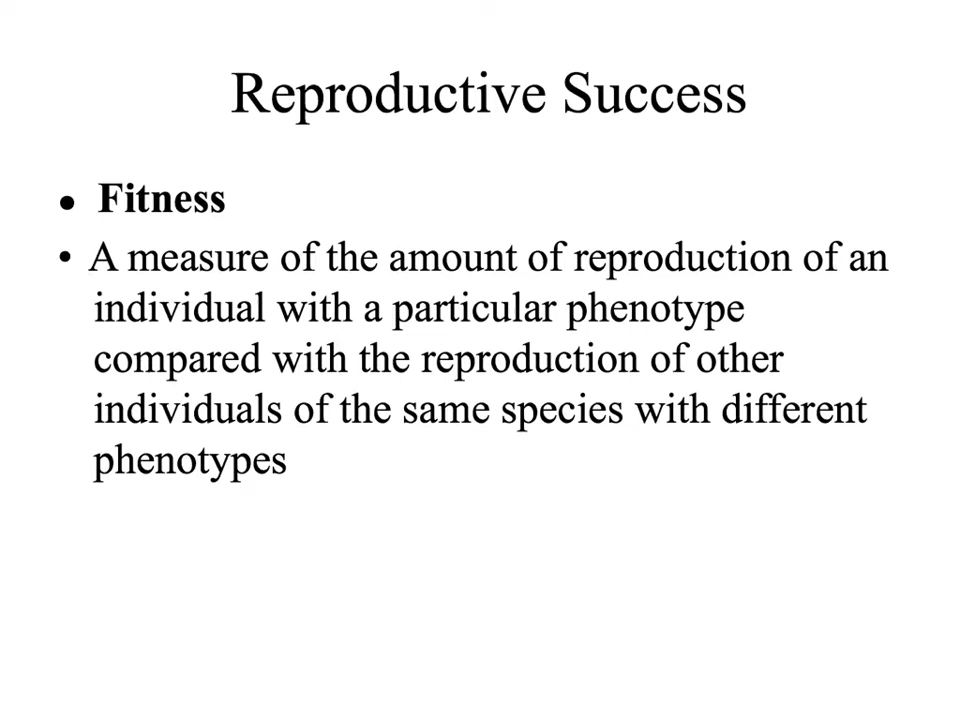 Reproductive Success
• Fitness
• A measure of the amount of reproduction of an
individual with a particular phenotype
compared with the reproduction of other
individuals of the same species with different
phenotypes